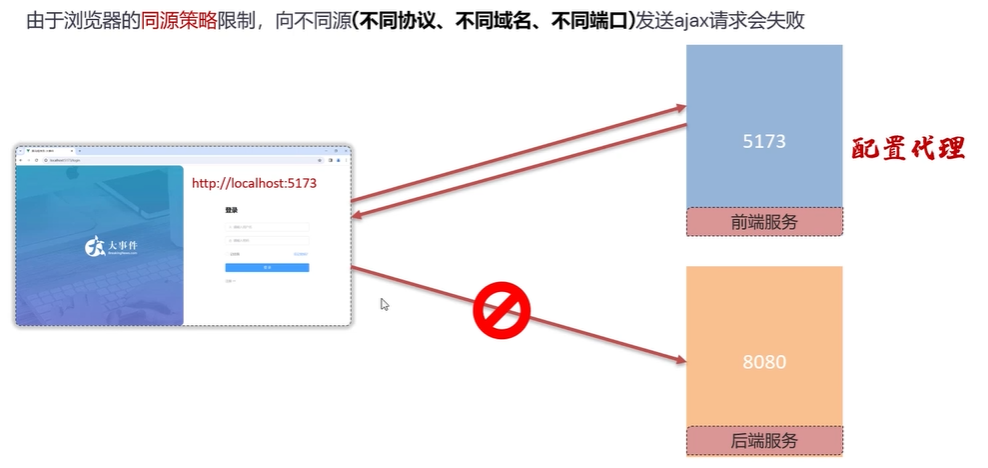 由于浏览器的同源策略限制，向不同源(不同协议、不同域名、不同端口)发送ajax请求会失败
http://localhost:5173
登录
大事件
5173
配置代理
前端服务
8080
后端服务